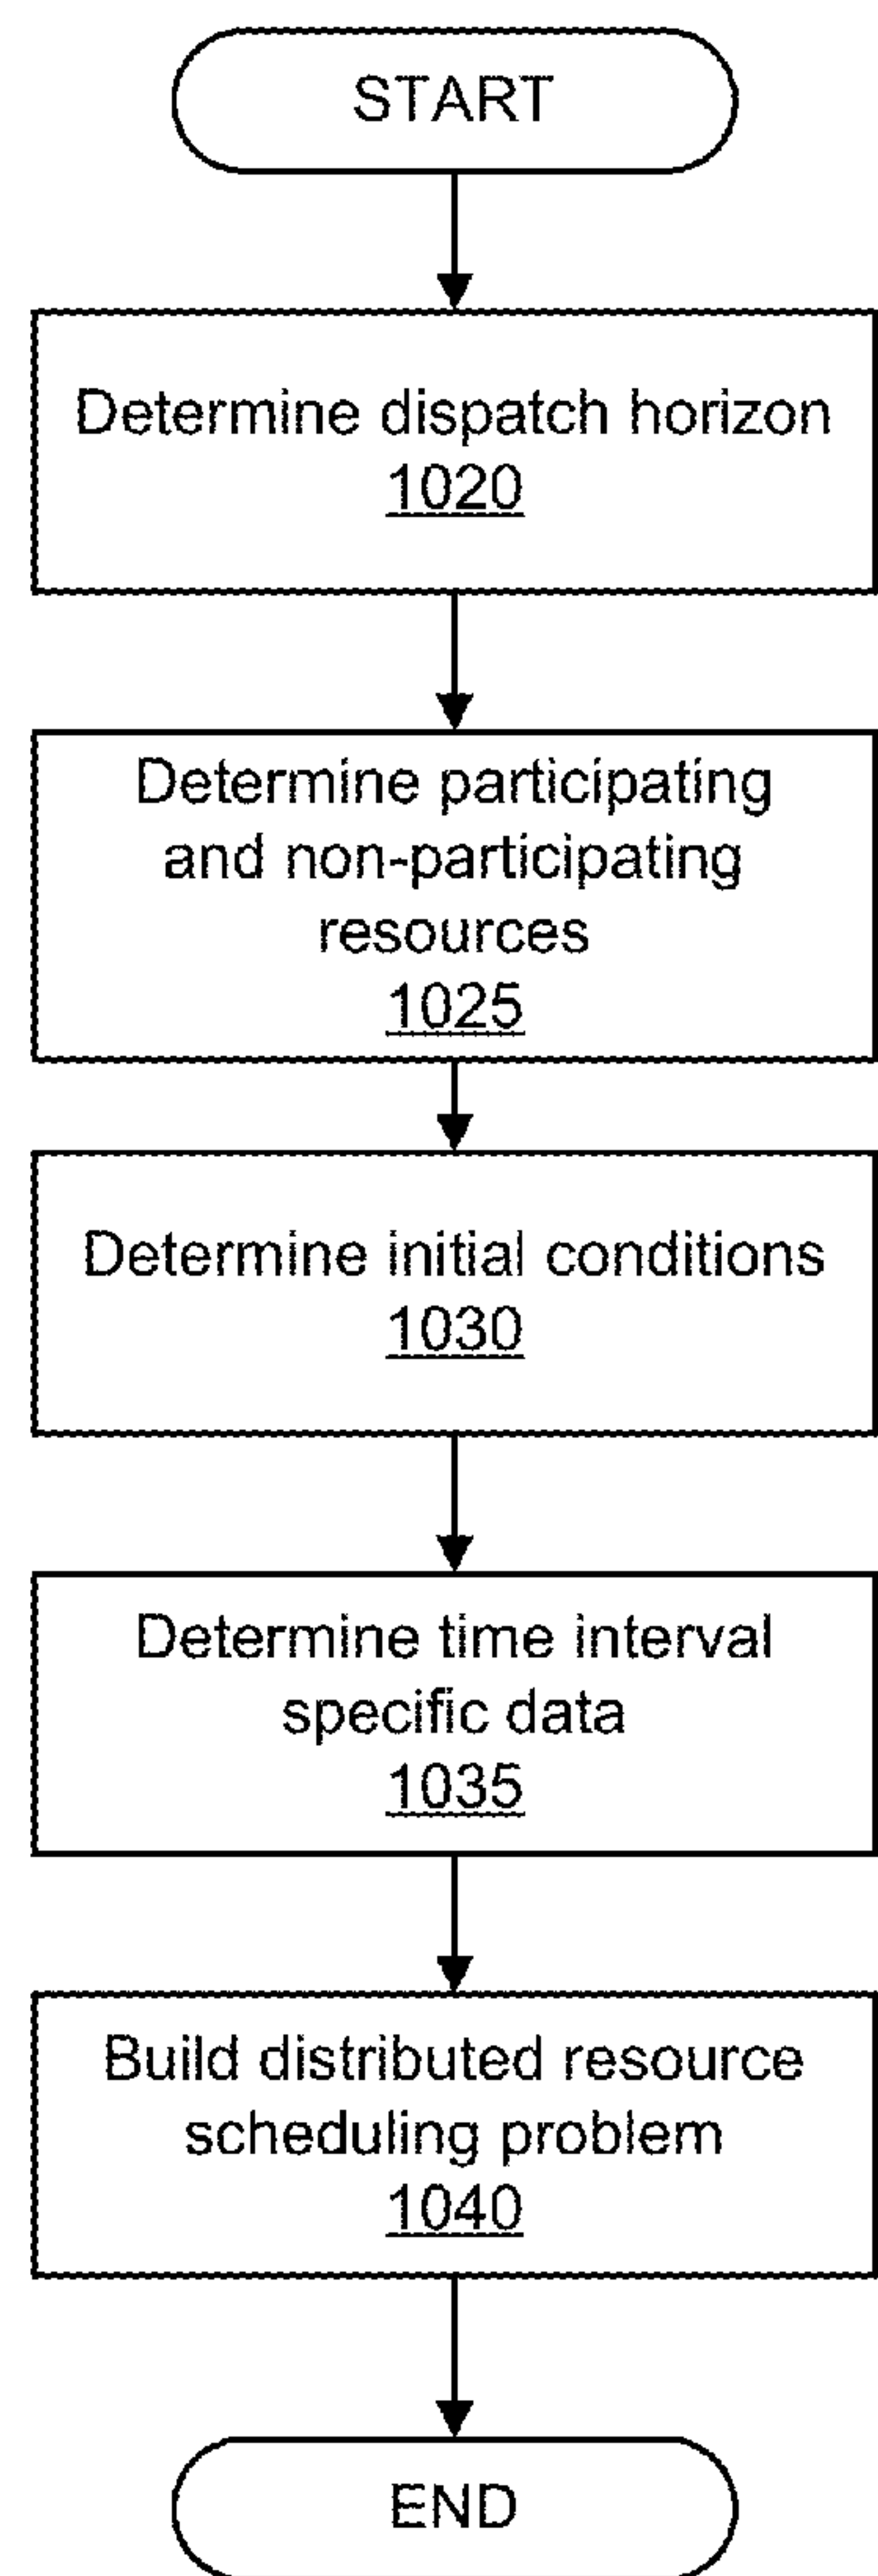 START
Determine dispatch horizon
1020
Determine participating
and non-participating
resources
1025
Determine initial conditions
1030
Determine time interval
specific data
1035
Build distributed resource
scheduling problem
1040
END